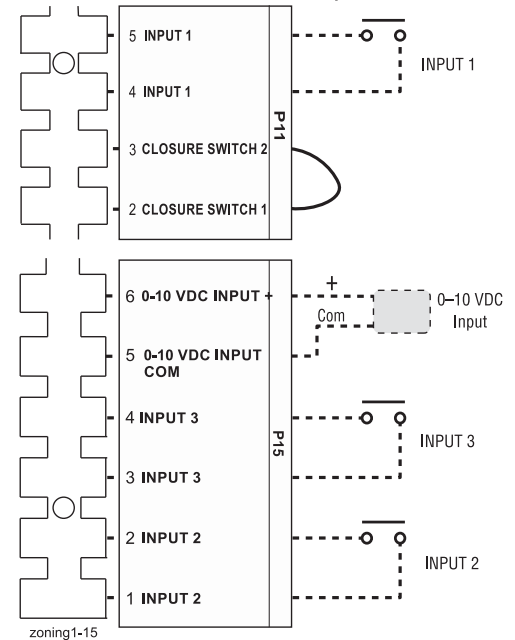 5 INPUT 1
INPUT 1
4 INPUT 1
P11
3 CLOSURE SWITCH 2
2 CLOSURE SWITCH 1
6 0-10 VDC INPUT +
+
0–10 VDC
Input
Com
5 0-10 VDC INPUT
COM
4 INPUT 3
P15
INPUT 3
3 INPUT 3
2 INPUT 2
INPUT 2
1 INPUT 2
zoning1-15